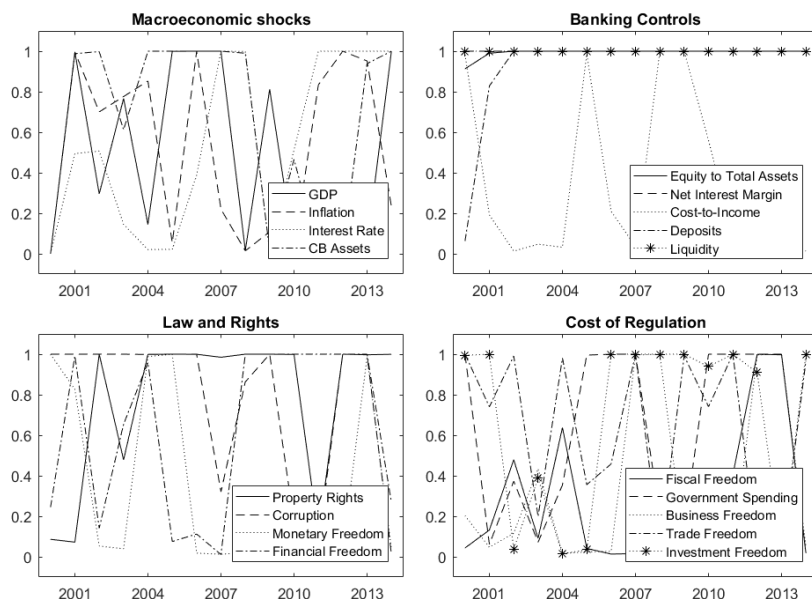 Macroeconomic shocks
1
0.8
0.6
0.4
0.2
0
2001 2004 2007 2010 2013
GDP
Inflation
Interest Rate
CB Assets
Banking Controls
1
0.8
0.6
0.4
0.2
0
2001 2004 2007 2010 2013
Equity to Total Assets
Net Interest Margin
Cost-to-Income
Deposits
Liquidity
Law and Rights
1
0.8
0.6
0.4
0.2
0
2001 2004 2007 2010 2013
Property Rights
Corruption
Monetary Freedom
Financial Freedom
Cost of Regulation
1
0.8
0.6
0.4
0.2
0
2001 2004 2007 2010 2013
Fiscal Freedom
Government Spending
Business Freedom
Trade Freedom
Investment Freedom